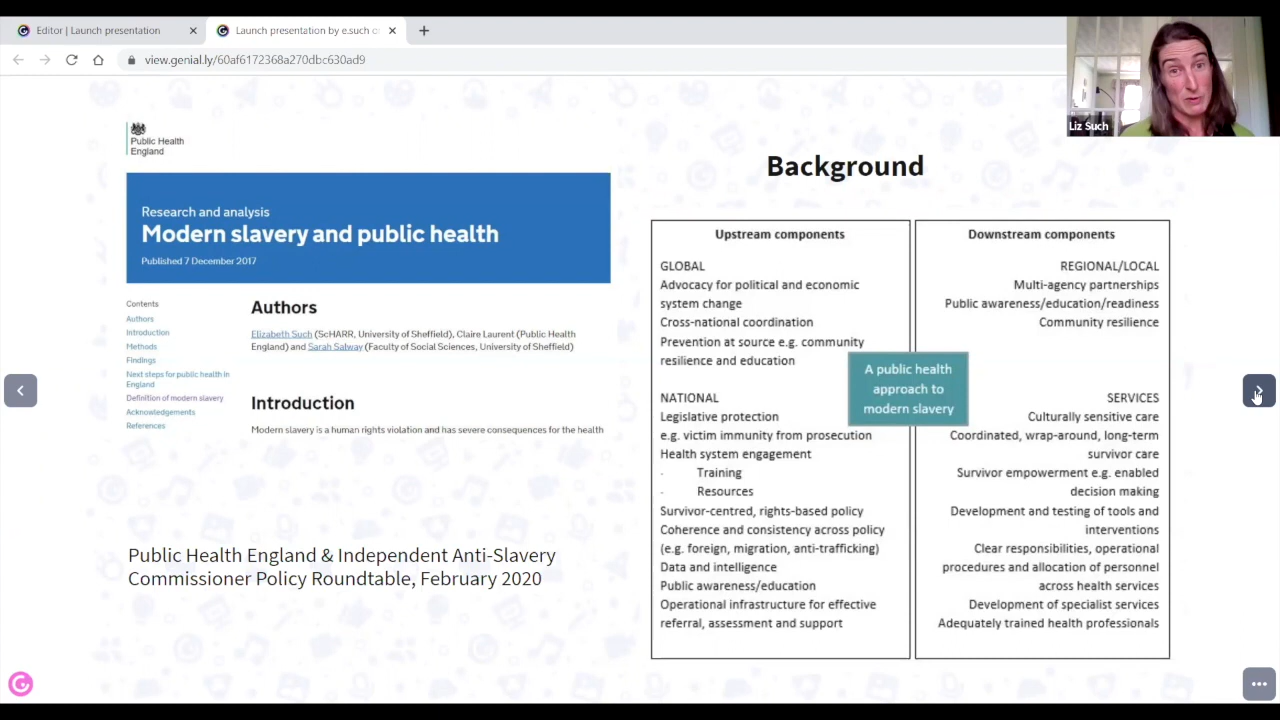 Editor | Launch presentation
Launch presentation by e.such o
view.genial.ly/60af6172368a270dbc630ad9
Liz Such
Public Health
England
Research and analysis
Modern slavery and public health
Published 7 December 2017
Contents
Authors
Introduction
Methods
Findings
Next steps for public health in
England
Definition of modern slavery
Acknowledgements
References
Authors
Elizabeth Such (ScHARR, University of Sheffield), Claire Laurent (Public Health
England) and Sarah Salway (Faculty of Social Sciences, University of Sheffield)
Introduction
Modern slavery is a human rights violation and has severe consequences for the health
Public Health England & Independent Anti-Slavery
Commissioner Policy Roundtable, February 2020
Background
Upstream components
GLOBAL
Advocacy for political and economic
system change
Cross-national coordination
Prevention at source e.g. community
resilience and education
NATIONAL
Legislative protection
e.g. victim immunity from prosecution
Health system engagement
- Training
- Resources
Survivor-centred, rights-based policy
Coherence and consistency across policy
(e.g. foreign, migration, anti-trafficking)
Data and intelligence
Public awareness/education
Operational infrastructure for effective
referral, assessment and support
A public health
approach to
modern slavery
Downstream components
REGIONAL/LOCAL
Multi-agency partnerships
Public awareness/education/readiness
Community resilience
SERVICES
Culturally sensitive care
Coordinated, wrap-around, long-term
survivor care
Survivor empowerment e.g. enabled
decision making
Development and testing of tools and
interventions
Clear responsibilities, operational
procedures and allocation of personnel
across health services
Development of specialist services
Adequately trained health professionals